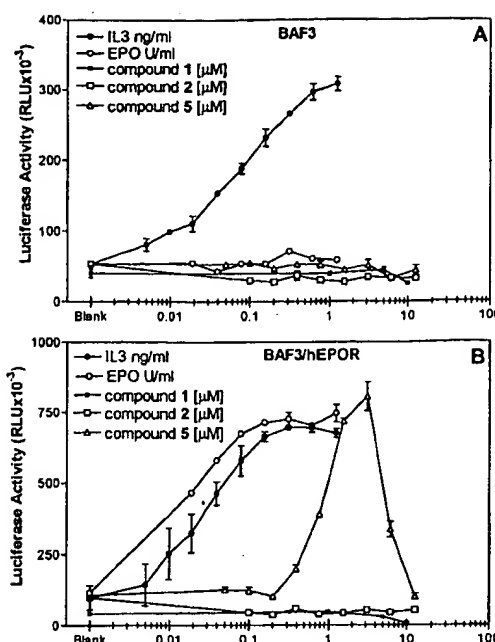 BAF3
A
IL3 ng/ml
EPO U/ml
compound 1 [µM]
compound 2 [µM]
compound 5 [µM]
Luciferase Activity (RLUx10-3)
400
300
200
100
0
Blank 0.01 0.1 1 10 100
BAF3/hEPOR
B
IL3 ng/ml
EPO U/ml
compound 1 [µM]
compound 2 [µM]
compound 5 [µM]
Luciferase Activity (RLUx10-3)
1000
750
500
250
0
Blank 0.01 0.1 1 10 100